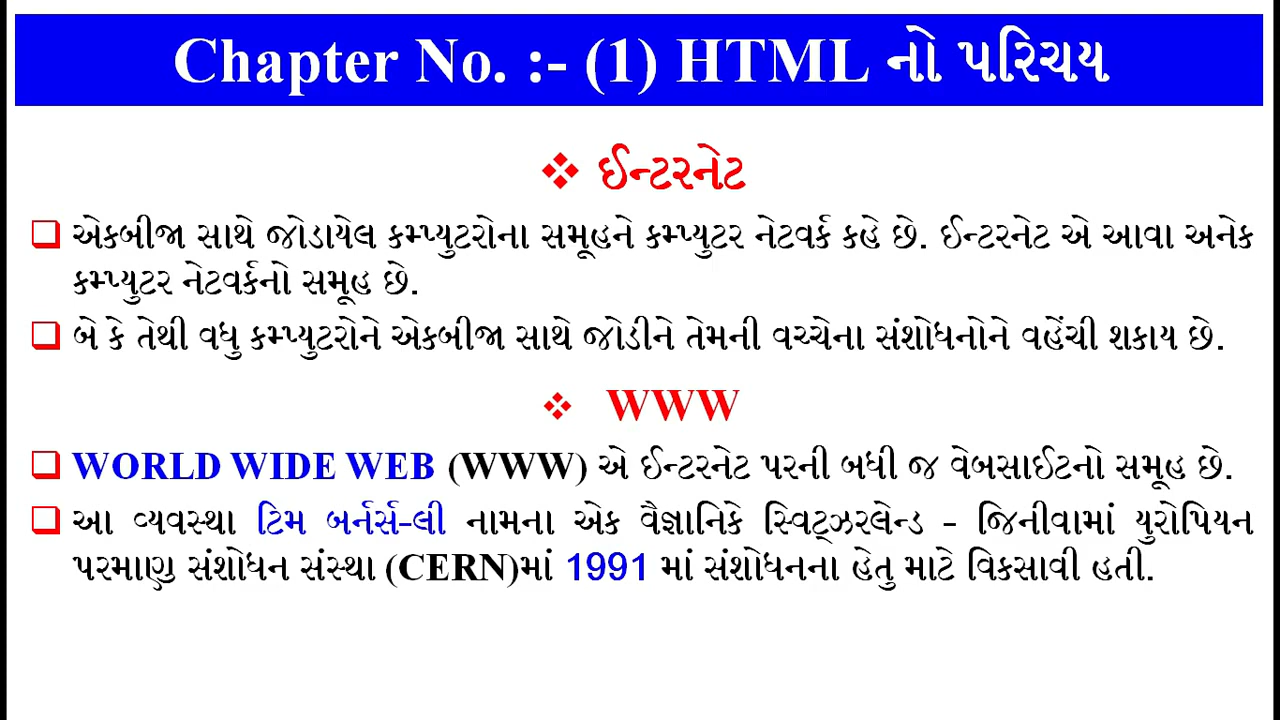 Chapter No. :- (1) HTML નો પરિચય
❖ ઈન્ટરનેટ
❑ એકબીજા સાથે જોડાયેલ કમ્પ્યુટરોના સમૂહને કમ્પ્યુટર નેટવર્ક કહે છે. ઈન્ટરનેટ એ આવા અનેક
કમ્પ્યુટર નેટવર્કનો સમૂહ છે.
❑ બે કે તેથી વધુ કમ્પ્યુટરોને એકબીજા સાથે જોડીને તેમની વચ્ચેના સંશોધનોને વહેંચી શકાય છે.
❖ WWW
❑ WORLD WIDE WEB (WWW) એ ઈન્ટરનેટ પરની બધી જ વેબસાઈટનો સમૂહ છે.
❑ આ વ્યવસ્થા ટિમ બર્નર્સ-લી નામના એક વૈજ્ઞાનિકે સ્વિટ્ઝરલેન્ડ - જિનીવામાં યુરોપિયન
પરમાણુ સંશોધન સંસ્થા (CERN)માં 1991 માં સંશોધનના હેતુ માટે વિકસાવી હતી.